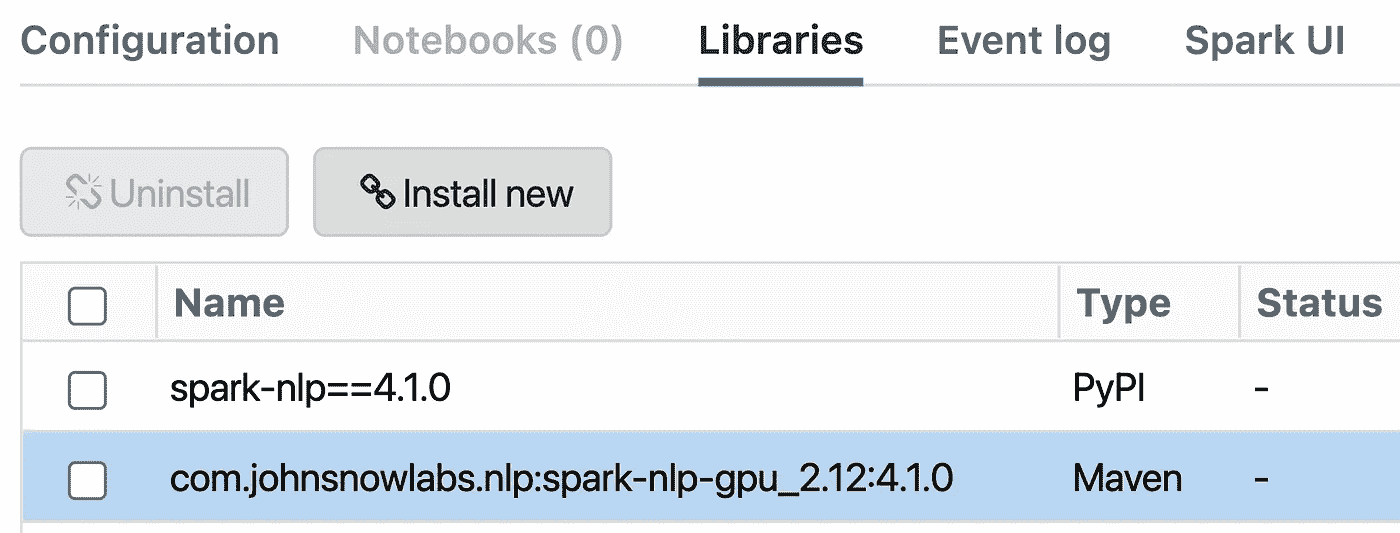 Configuration Notebooks (0) Libraries Event log Spark UI
Uninstall Install new
Name Type Status
spark-nlp==4.1.0 PyPI -
com.johnsnowlabs.nlp:spark-nlp-gpu_2.12:4.1.0 Maven -